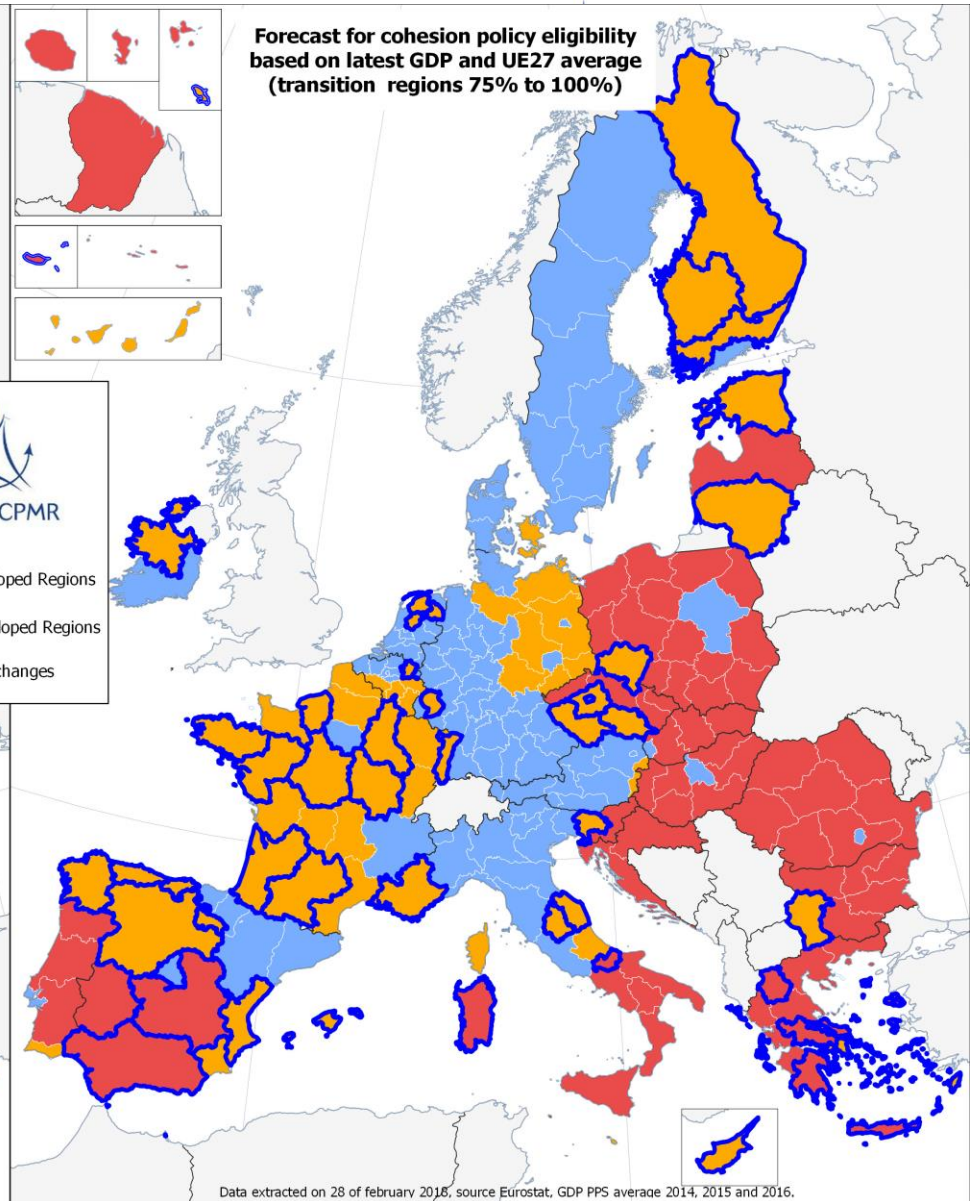 Forecast for cohesion policy eligibility
based on latest GDP and UE27 average
(transition regions 75% to 100%)
CPMR
oped Regions
loped Regions
hanges
Data extracted on 28 of february 2018, source Eurostat, GDP PPS average 2014, 2015 and 2016.